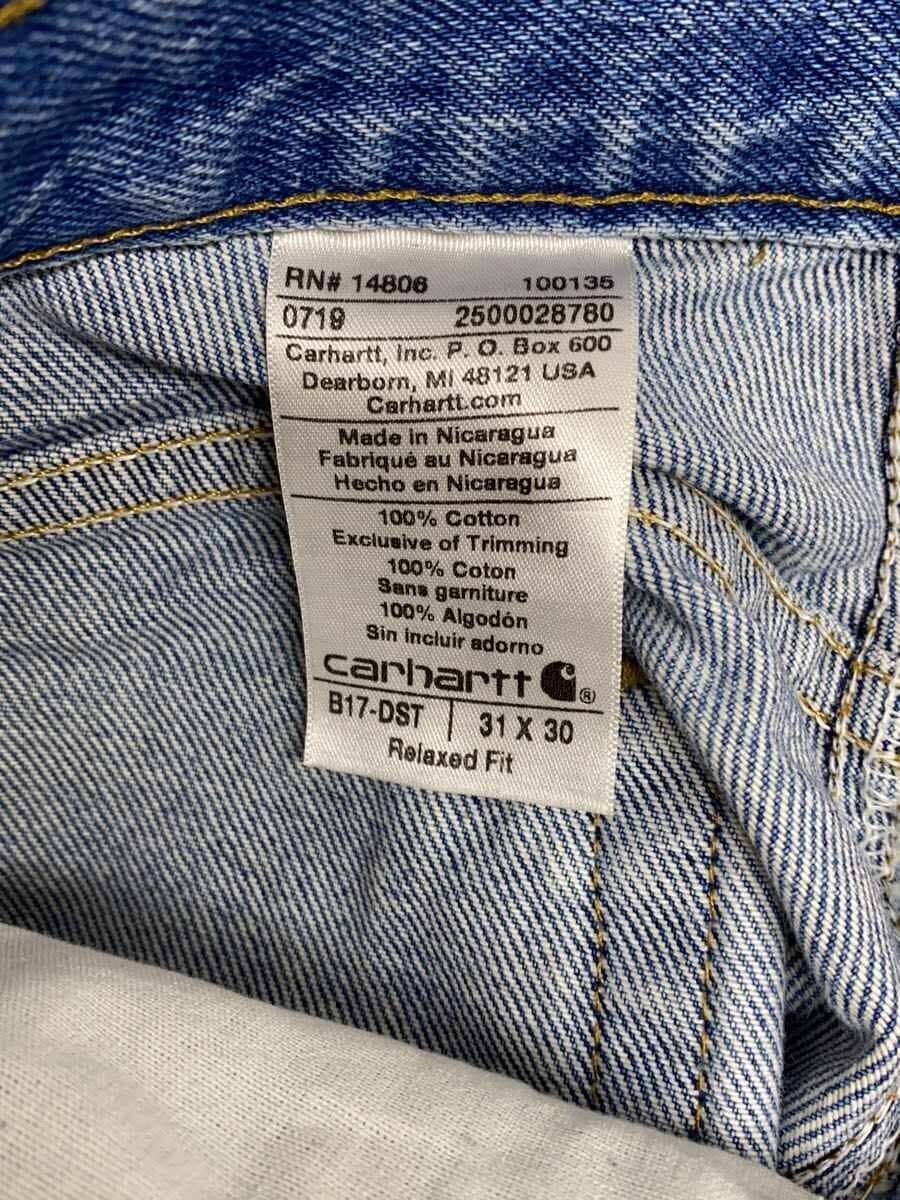 RN# 14806 100135
0719 2500028780
Carhartt, Inc. P. O. Box 600
Dearborn, MI 48121 USA
Carhartt.com
Made in Nicaragua
Fabriqué au Nicaragua
Hecho en Nicaragua
100% Cotton
Exclusive of Trimming
100% Coton
Sans garniture
100% Algodón
Sin incluir adorno
carhartt ®
B17-DST | 31 X 30
Relaxed Fit